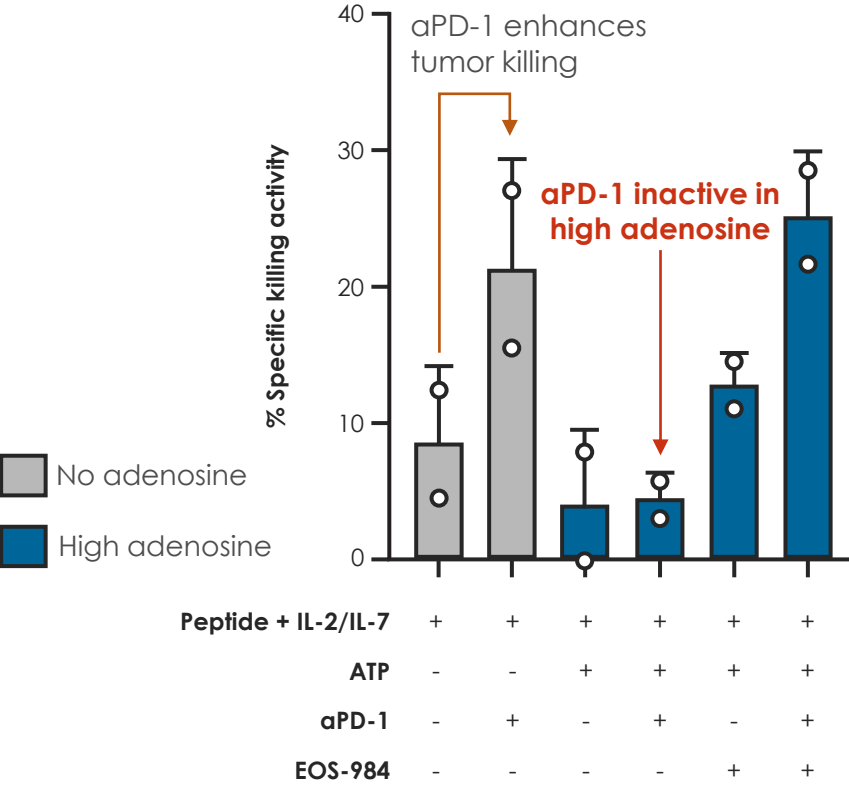 40
aPD-1 enhances
tumor killing
30
aPD-1 inactive in
high adenosine
% Specific killing activity
20
10
No adenosine
High adenosine
0
Peptide + IL-2/IL-7 + + + + + +
ATP - - + + + +
aPD-1 - + - + - +
EOS-984 - - - - + +